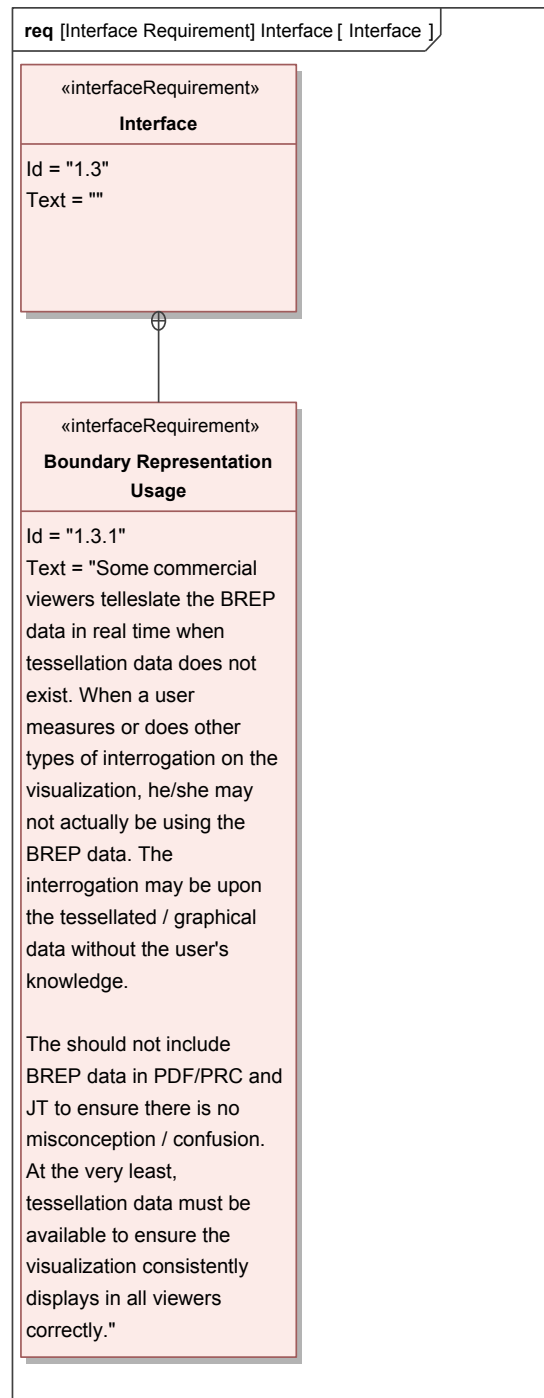 req [Interface Requirement] Interface [ Interface ]
«interfaceRequirement»
Interface
Id = "1.3"
Text = ""
«interfaceRequirement»
Boundary Representation
Usage
Id = "1.3.1"
Text = "Some commercial
viewers telleslate the BREP
data in real time when
tessellation data does not
exist. When a user
measures or does other
types of interrogation on the
visualization, he/she may
not actually be using the
BREP data. The
interrogation may be upon
the tessellated / graphical
data without the user's
knowledge.
The should not include
BREP data in PDF/PRC and
JT to ensure there is no
misconception / confusion.
At the very least,
tessellation data must be
available to ensure the
visualization consistently
displays in all viewers
correctly."